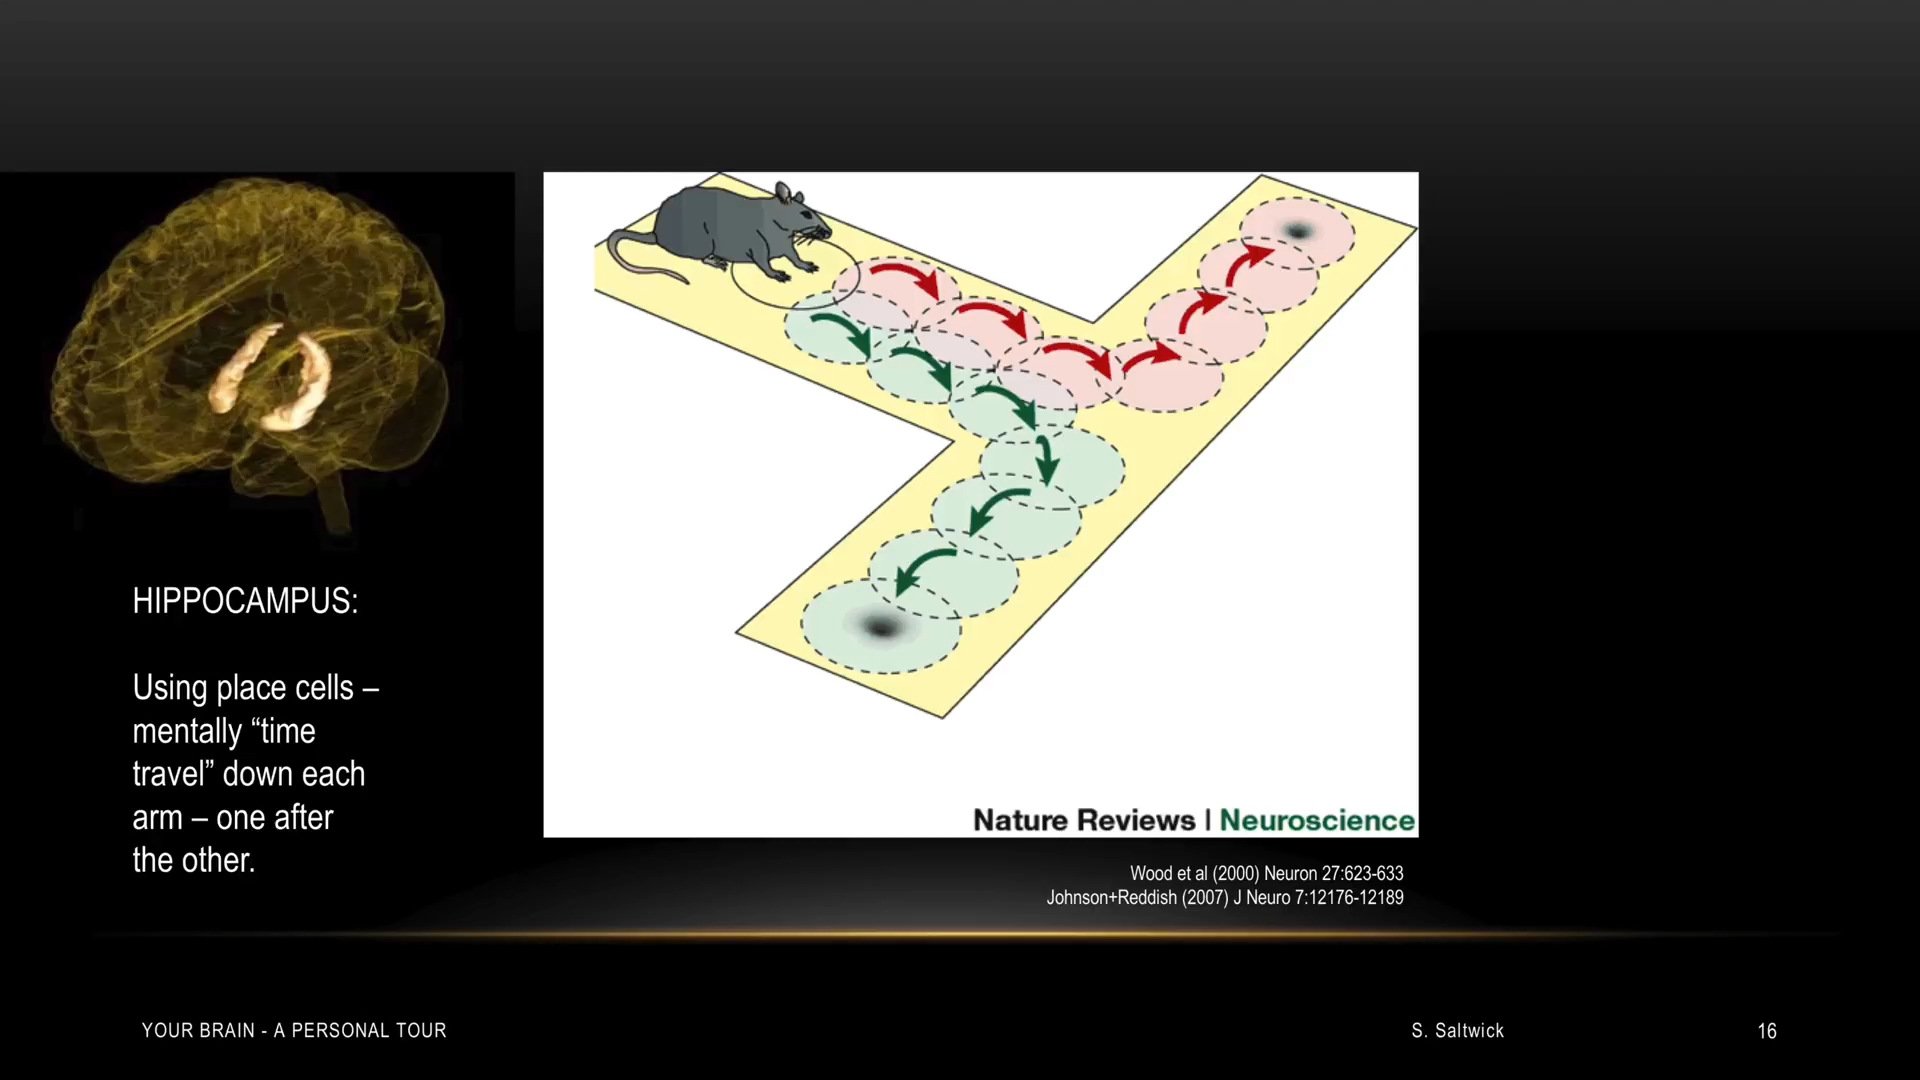 HIPPOCAMPUS:
Using place cells –
mentally “time
travel” down each
arm – one after
the other.
Nature Reviews | Neuroscience
Wood et al (2000) Neuron 27:623-633
Johnson+Reddish (2007) J Neuro 7:12176-12189
YOUR BRAIN - A PERSONAL TOUR
S. Saltwick
16